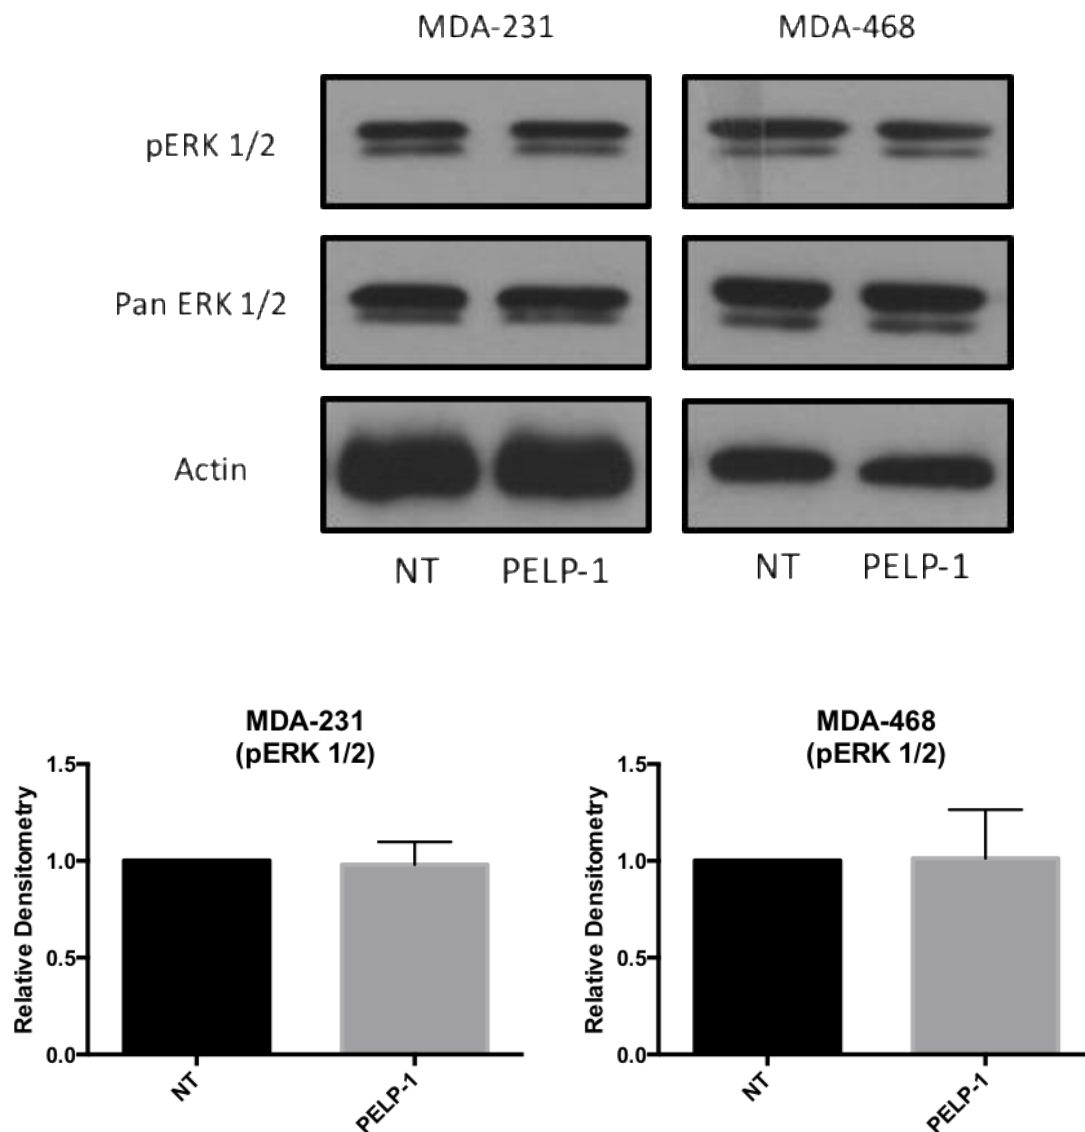 MDA-231 MDA-468
pERK 1/2
Pan ERK 1/2
Actin
NT PELP-1 NT PELP-1
MDA-231
(pERK 1/2)
Relative Densitometry
1.5
1.0
0.5
0.0
NT
PELP-1
MDA-468
(pERK 1/2)
Relative Densitometry
1.5
1.0
0.5
0.0
NT
PELP-1